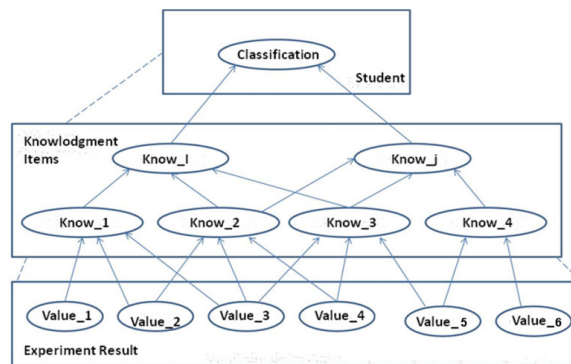 Classification
Student
Knowlodgment
Items
Know_I
Know_j
Know_1
Know_2
Know_3
Know_4
Value_1
Value_2
Value_3
Value_4
Value_5
Value_6
Experiment Result